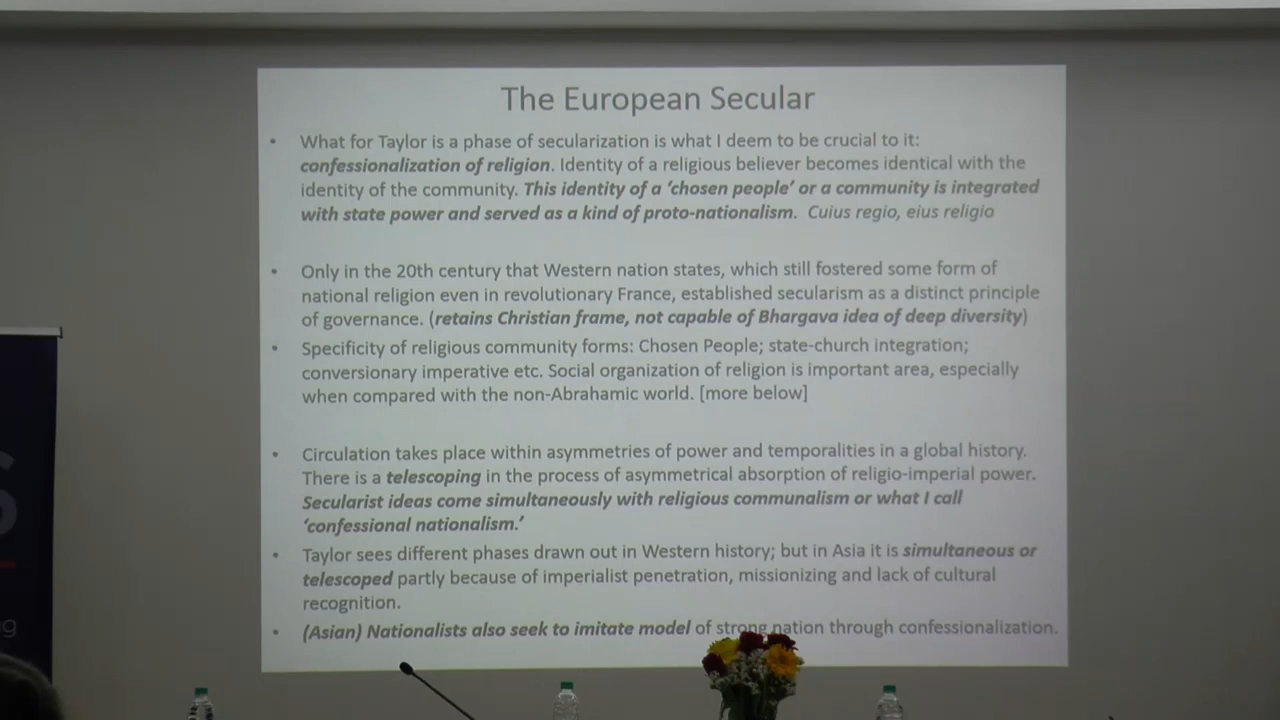 The European Secular
• What for Taylor is a phase of secularization is what I deem to be crucial to it:
confessionalization of religion. Identity of a religious believer becomes identical with the
identity of the community. This identity of a 'chosen people' or a community is integrated
with state power and served as a kind of proto-nationalism. Cuius regio, eius religio
• Only in the 20th century that Western nation states, which still fostered some form of
national religion even in revolutionary France, established secularism as a distinct principle
of governance. (retains Christian frame, not capable of Bhargava idea of deep diversity)
• Specificity of religious community forms: Chosen People; state-church integration;
conversionary imperative etc. Social organization of religion is important area, especially
when compared with the non-Abrahamic world. [more below]
• Circulation takes place within asymmetries of power and temporalities in a global history.
There is a telescoping in the process of asymmetrical absorption of religio-imperial power.
Secularist ideas come simultaneously with religious communalism or what I call
'confessional nationalism.'
• Taylor sees different phases drawn out in Western history; but in Asia it is simultaneous or
telescoped partly because of imperialist penetration, missionizing and lack of cultural
recognition.
• (Asian) Nationalists also seek to imitate model of strong nation through confessionalization.